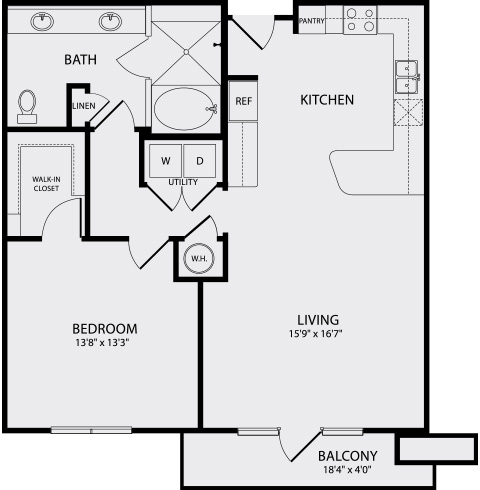 PANTRY
BATH
KITCHEN
LINEN
REF
W
D
WALK-IN
CLOSET
UTILITY
W.H.
LIVING
15'9" x 16'7"
BEDROOM
13'8" x 13'3"
BALCONY
18'4" x 4'0"